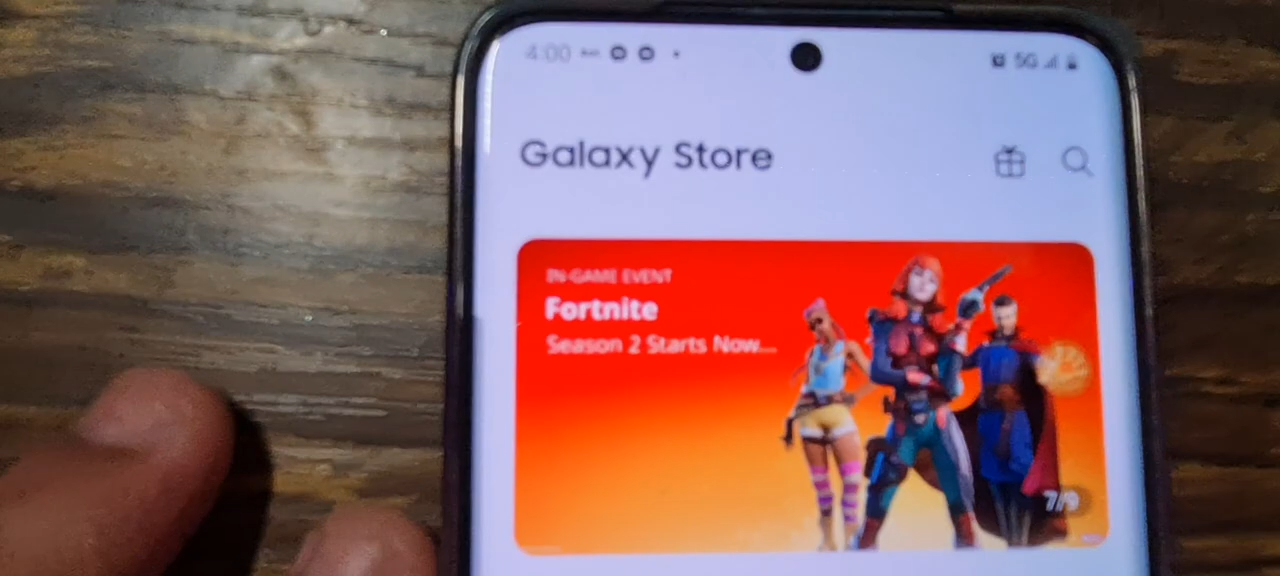 4:00
5G
Galaxy Store
IN-GAME EVENT
Fortnite
Season 2 Starts Now...
7/9